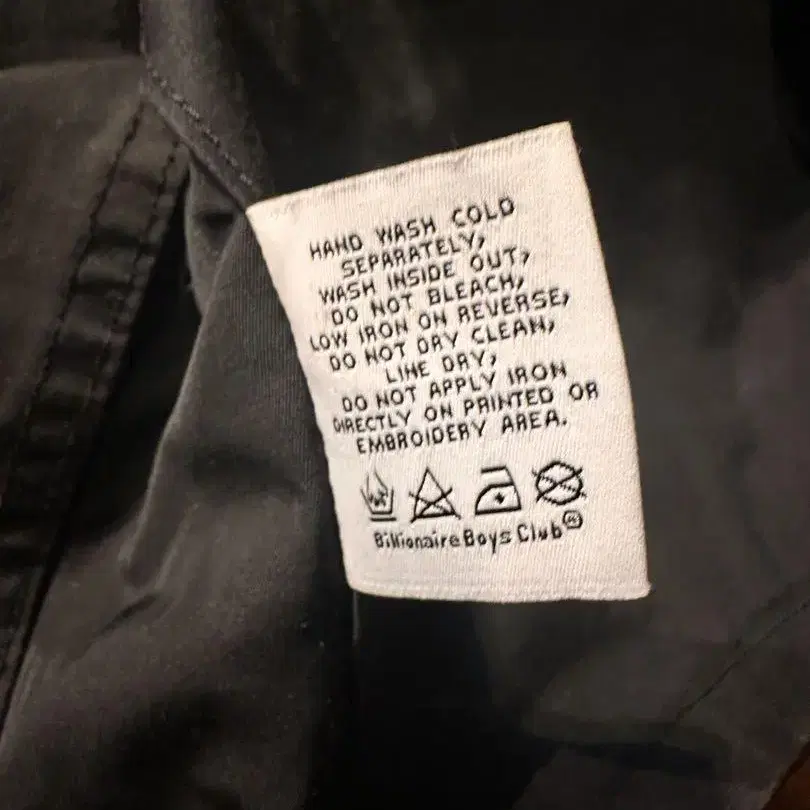 HAND WASH COLD
SEPARATELY,
WASH INSIDE OUT,
DO NOT BLEACH,
LOW IRON ON REVERSE,
DO NOT DRY CLEAN,
LINE DRY,
DO NOT APPLY IRON
DIRECTLY ON PRINTED OR
EMBROIDERY AREA.
Billionaire Boys Club®